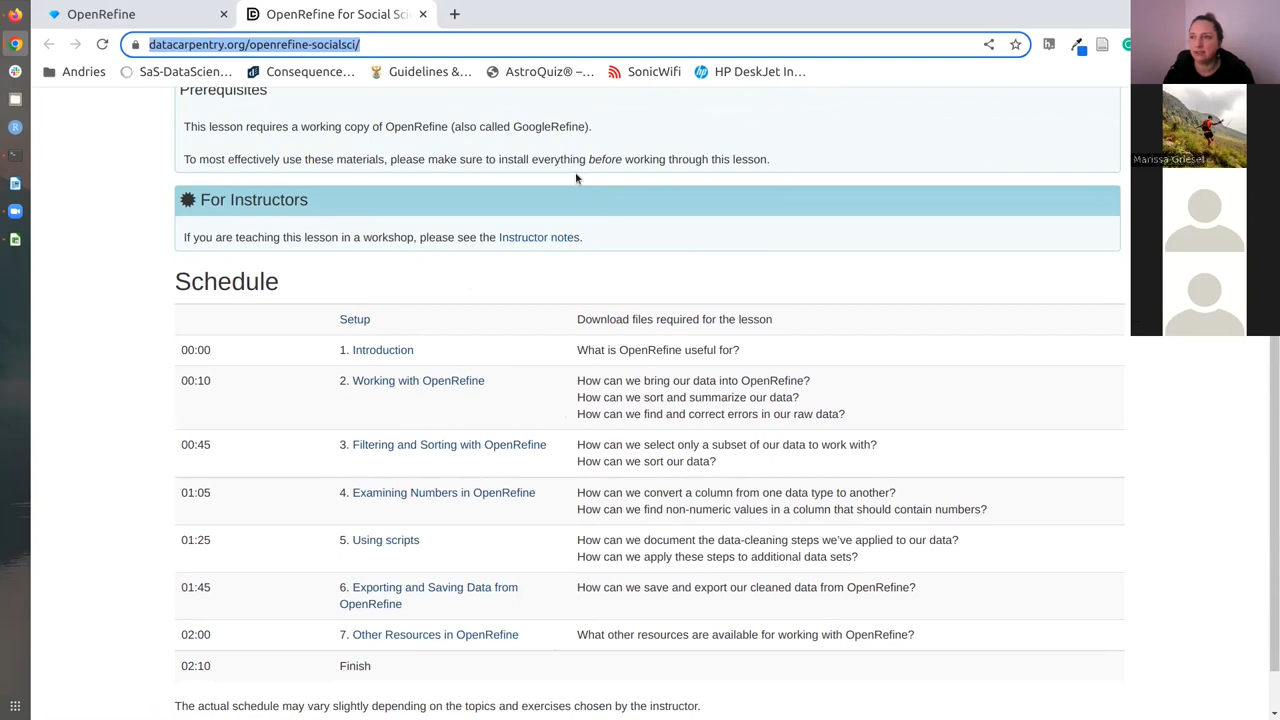 OpenRefine
OpenRefine for Social Sci
datacarpentry.org/openrefine-socialsci/
Andries
SaS-DataScien...
Consequence...
Guidelines &...
AstroQuiz® –...
SonicWifi
HP DeskJet In...
Prerequisites
This lesson requires a working copy of OpenRefine (also called GoogleRefine).
To most effectively use these materials, please make sure to install everything before working through this lesson.
Marissa Griesel
For Instructors
If you are teaching this lesson in a workshop, please see the Instructor notes.
Schedule
Setup Download files required for the lesson
00:00 1. Introduction What is OpenRefine useful for?
00:10 2. Working with OpenRefine How can we bring our data into OpenRefine?
How can we sort and summarize our data?
How can we find and correct errors in our raw data?
00:45 3. Filtering and Sorting with OpenRefine How can we select only a subset of our data to work with?
How can we sort our data?
01:05 4. Examining Numbers in OpenRefine How can we convert a column from one data type to another?
How can we find non-numeric values in a column that should contain numbers?
01:25 5. Using scripts How can we document the data-cleaning steps we've applied to our data?
How can we apply these steps to additional data sets?
01:45 6. Exporting and Saving Data from How can we save and export our cleaned data from OpenRefine?
OpenRefine
02:00 7. Other Resources in OpenRefine What other resources are available for working with OpenRefine?
02:10 Finish
The actual schedule may vary slightly depending on the topics and exercises chosen by the instructor.